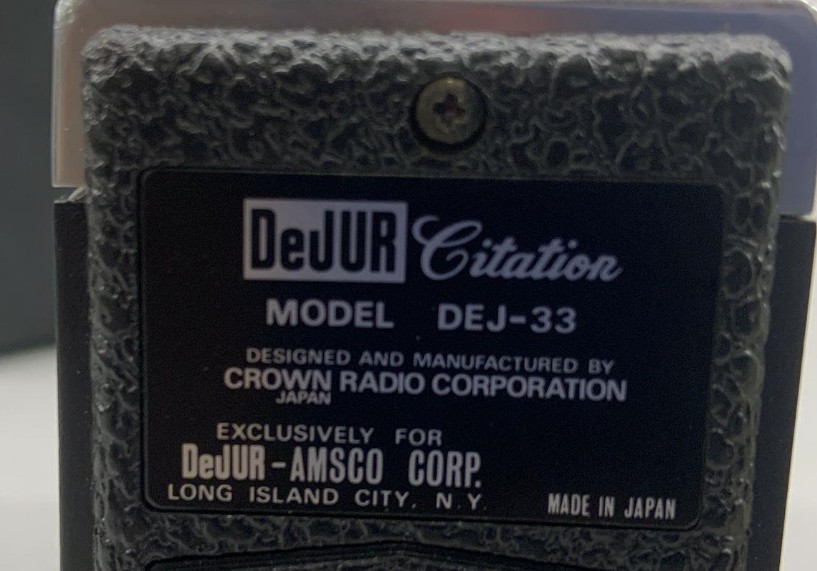 DeJUR Citation
MODEL DEJ-33
DESIGNED AND MANUFACTURED BY
CROWN RADIO CORPORATION
JAPAN
EXCLUSIVELY FOR
DeJUR-AMSCO CORP.
LONG ISLAND CITY, N.Y.
MADE IN JAPAN